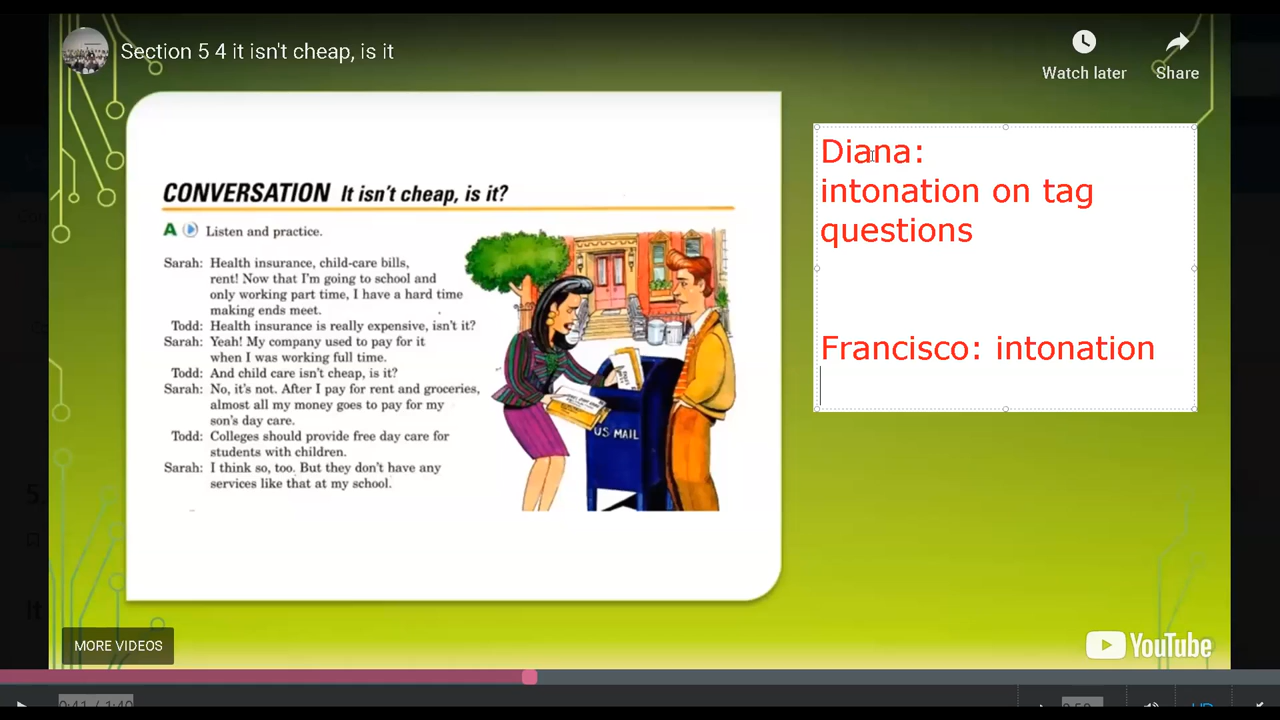 Section 5 4 it isn't cheap, is it
Watch later
Share
CONVERSATION It isn't cheap, is it?
A Listen and practice.
Sarah: Health insurance, child-care bills,
rent! Now that I'm going to school and
only working part time, I have a hard time
making ends meet.
Todd: Health insurance is really expensive, isn't it?
Sarah: Yeah! My company used to pay for it
when I was working full time.
Todd: And child care isn't cheap, is it?
Sarah: No, it's not. After I pay for rent and groceries,
almost all my money goes to pay for my
son's day care.
Todd: Colleges should provide free day care for
students with children.
Sarah: I think so, too. But they don't have any
services like that at my school.
US MAIL
Diana:
intonation on tag
questions
Francisco: intonation
MORE VIDEOS
YouTube
0:41 / 1:40